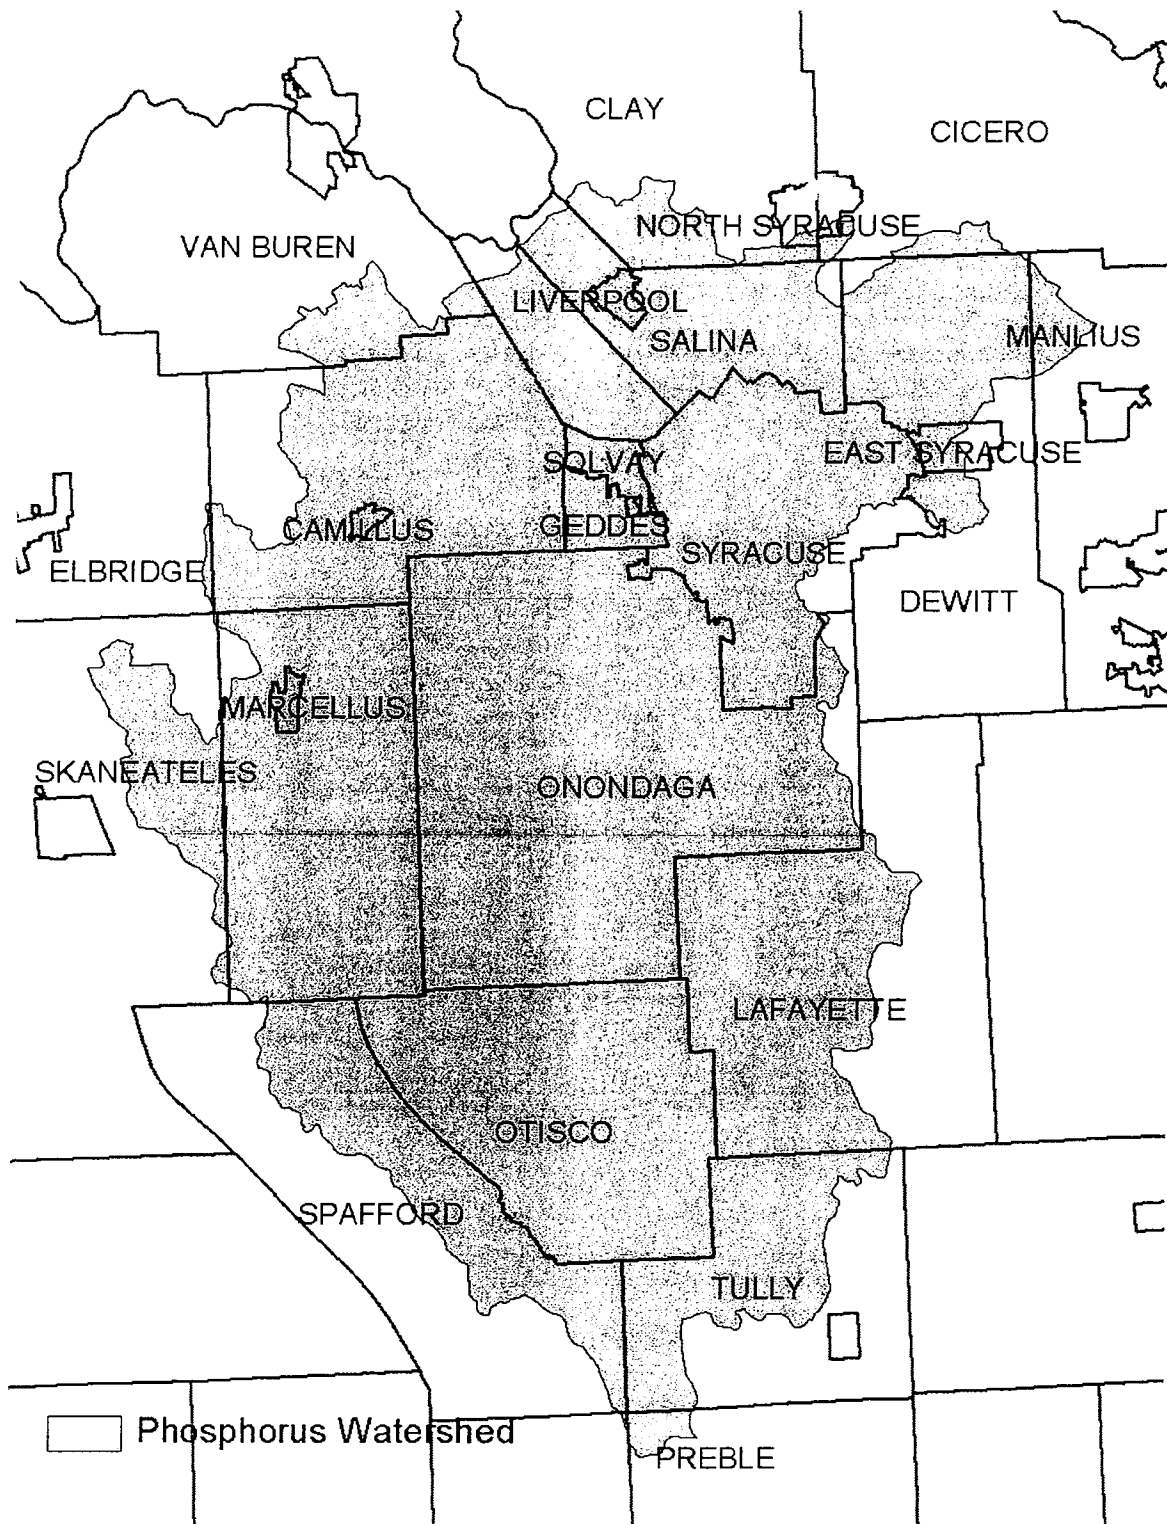 CLAY
CICERO
NORTH SYRACUSE
VAN BUREN
LIVERPOOL
SALINA
MANLIUS
EAST SYRACUSE
SOLVAY
CAMILLUS
GEDDES
SYRACUSE
ELBRIDGE
DEWITT
MARCELLUS
SKANEATELES
ONONDAGA
LAFAYETTE
OTISCO
SPAFFORD
TULLY
Phosphorus Watershed
PREBLE